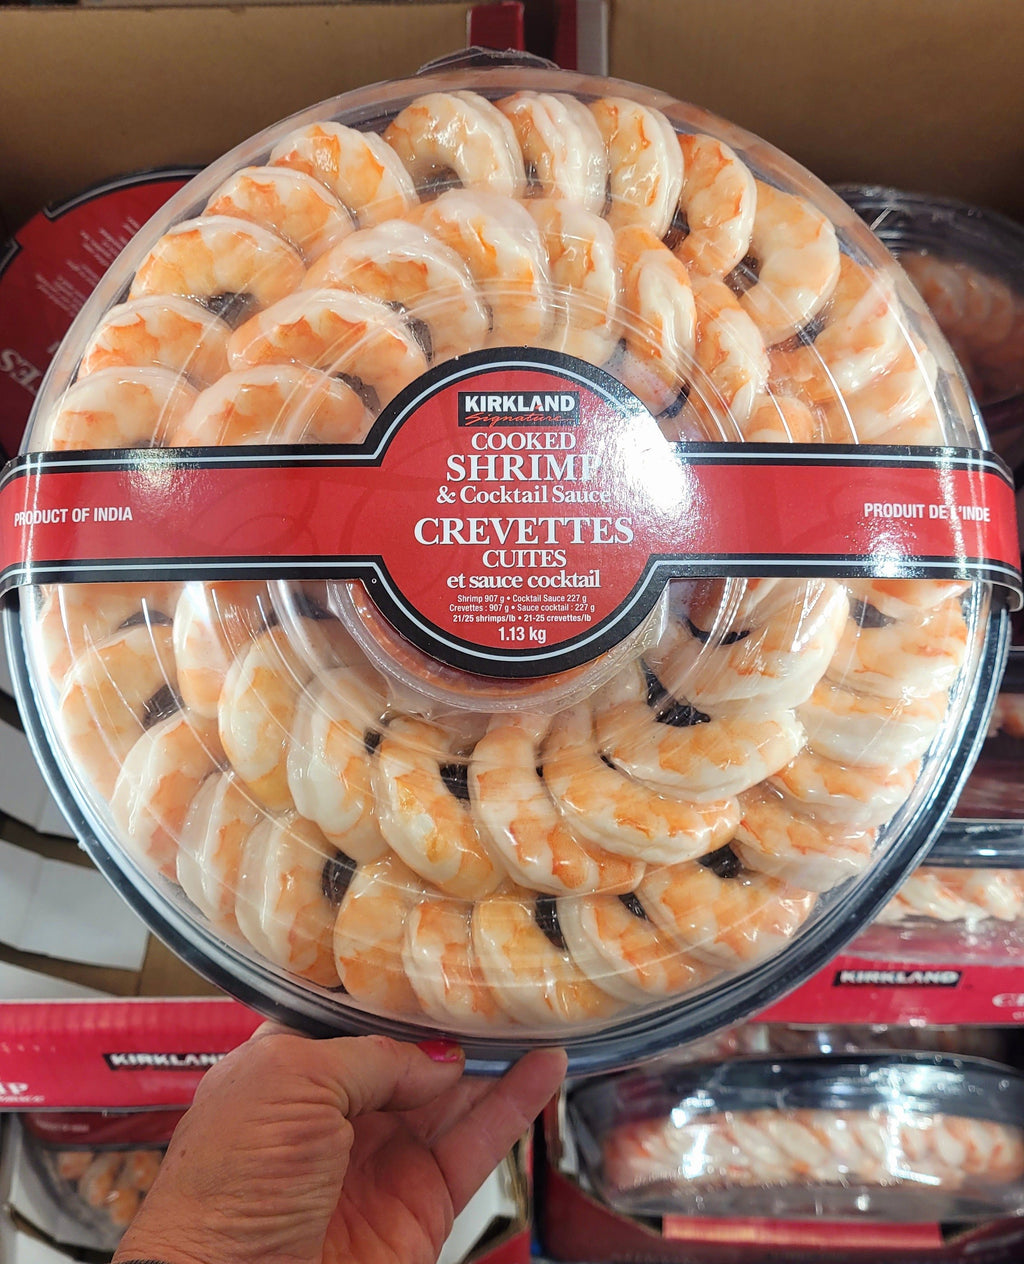 KIRKLAND
Signature
COOKED
SHRIMP
& Cocktail Sauce
CREVETTES
CUITES
et sauce cocktail
Shrimp 907 g • Cocktail Sauce 227 g
Crevettes : 907 g • Sauce cocktail : 227 g
21/25 shrimps/lb • 21-25 crevettes/lb
1.13 kg
PRODUCT OF INDIA
PRODUIT DE L'INDE
KIRKLAND
KIRKLAND